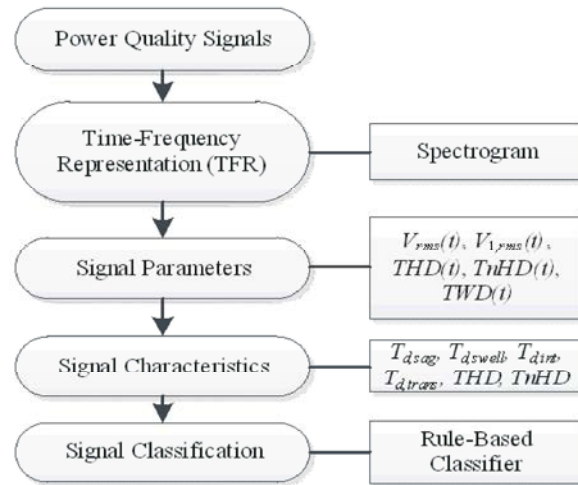 Power Quality Signals
Time-Frequency
Representation (TFR)
Spectrogram
Signal Parameters
Vrms(t), V1,rms(t),
THD(t), TnHD(t),
TWD(t)
Signal Characteristics
Td,sag, Td,swell, Td,int,
Td,trans, THD, TnHD
Signal Classification
Rule-Based
Classifier